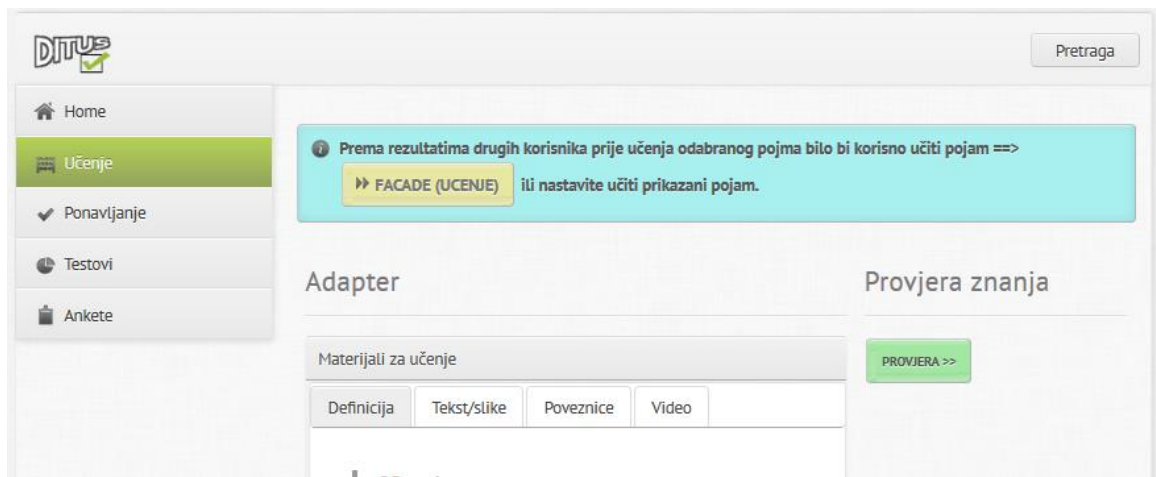 DITUS
Pretraga
Home
Učenje
Ponavljanje
Testovi
Ankete
Prema rezultatima drugih korisnika prije učenja odabranog pojma bilo bi korisno učiti pojam ==>
FACADE (UCENJE) ili nastavite učiti prikazani pojam.
Adapter
Provjera znanja
Materijali za učenje
PROVJERA >>
Definicija Tekst/slike Poveznice Video